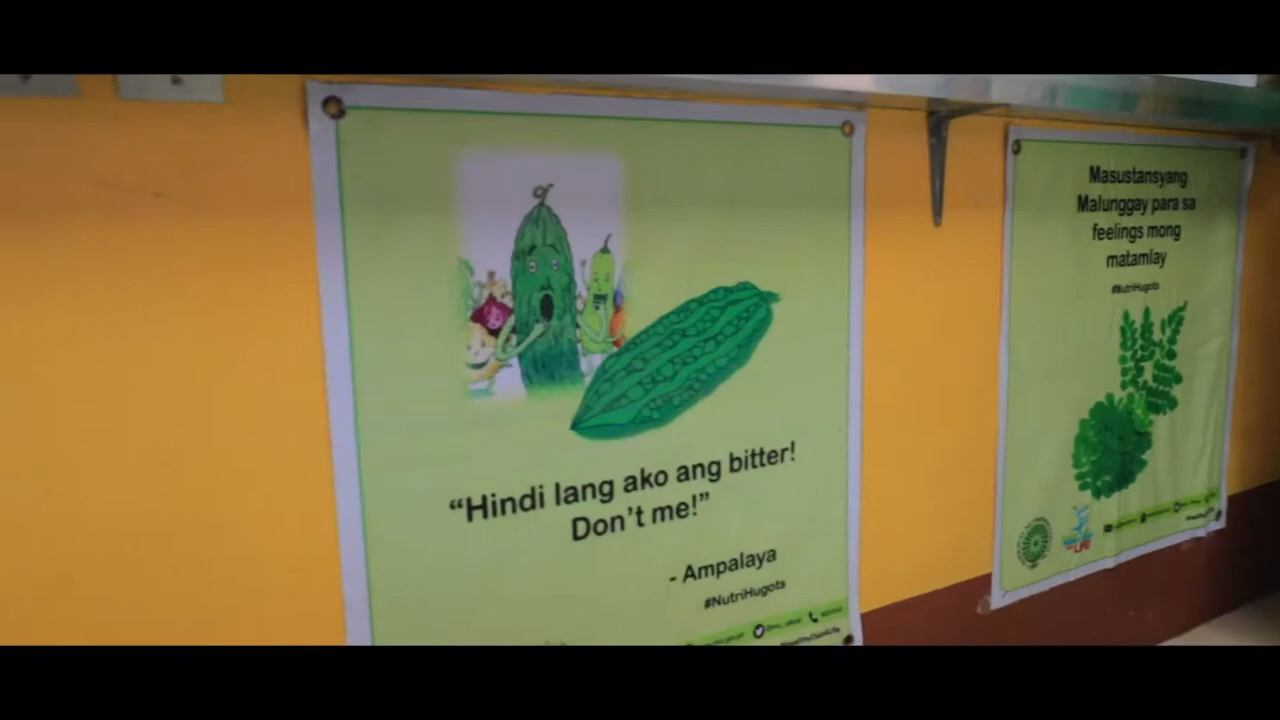 “Hindi lang ako ang bitter!
Don’t me!”
- Ampalaya
#NutriHugots
Masustansyang
Malunggay para sa
feelings mong
matamlay
#NutriHugots